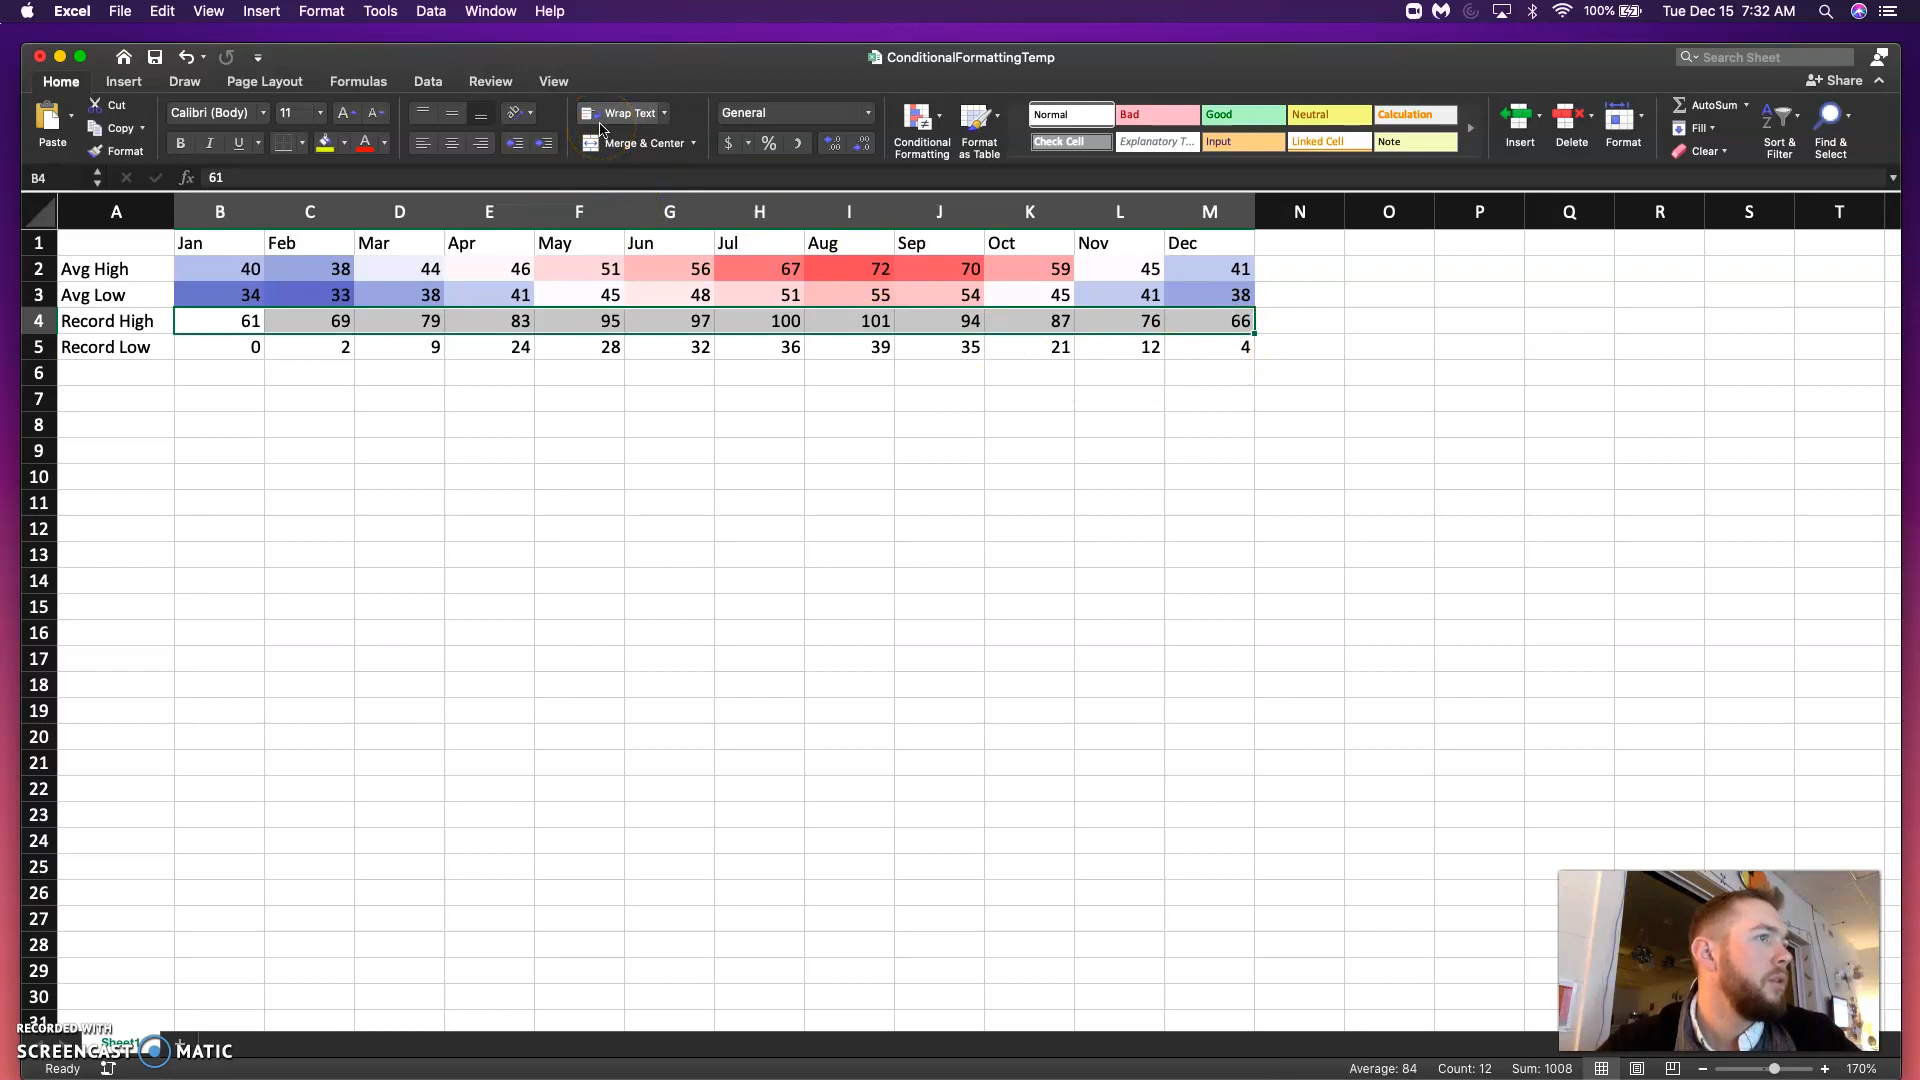 Excel File Edit View Insert Format Tools Data Window Help 100% Tue Dec 15 7:32 AM
ConditionalFormattingTemp Search Sheet
Home Insert Draw Page Layout Formulas Data Review View Share
Paste Cut Copy Format
Calibri (Body) 11 A A
B I U A
ab
Wrap Text
Merge & Center
General
$ %
Conditional Formatting
Format as Table
Normal Bad Good Neutral Calculation
Check Cell Explanatory T... Input Linked Cell Note
Insert Delete Format
AutoSum
Fill
Clear
Sort & Filter
Find & Select
B4 fx 61
A B C D E F G H I J K L M N O P Q R S T
1 Jan Feb Mar Apr May Jun Jul Aug Sep Oct Nov Dec
2 Avg High 40 38 44 46 51 56 67 72 70 59 45 41
3 Avg Low 34 33 38 41 45 48 51 55 54 45 41 38
4 Record High 61 69 79 83 95 97 100 101 94 87 76 66
5 Record Low 0 2 9 24 28 32 36 39 35 21 12 4
6
7
8
9
10
11
12
13
14
15
16
17
18
19
20
21
22
23
24
25
26
27
28
29
30
31
RECORDED WITH
Sheet1
SCREENCAST MATIC
Ready Average: 84 Count: 12 Sum: 1008 170%